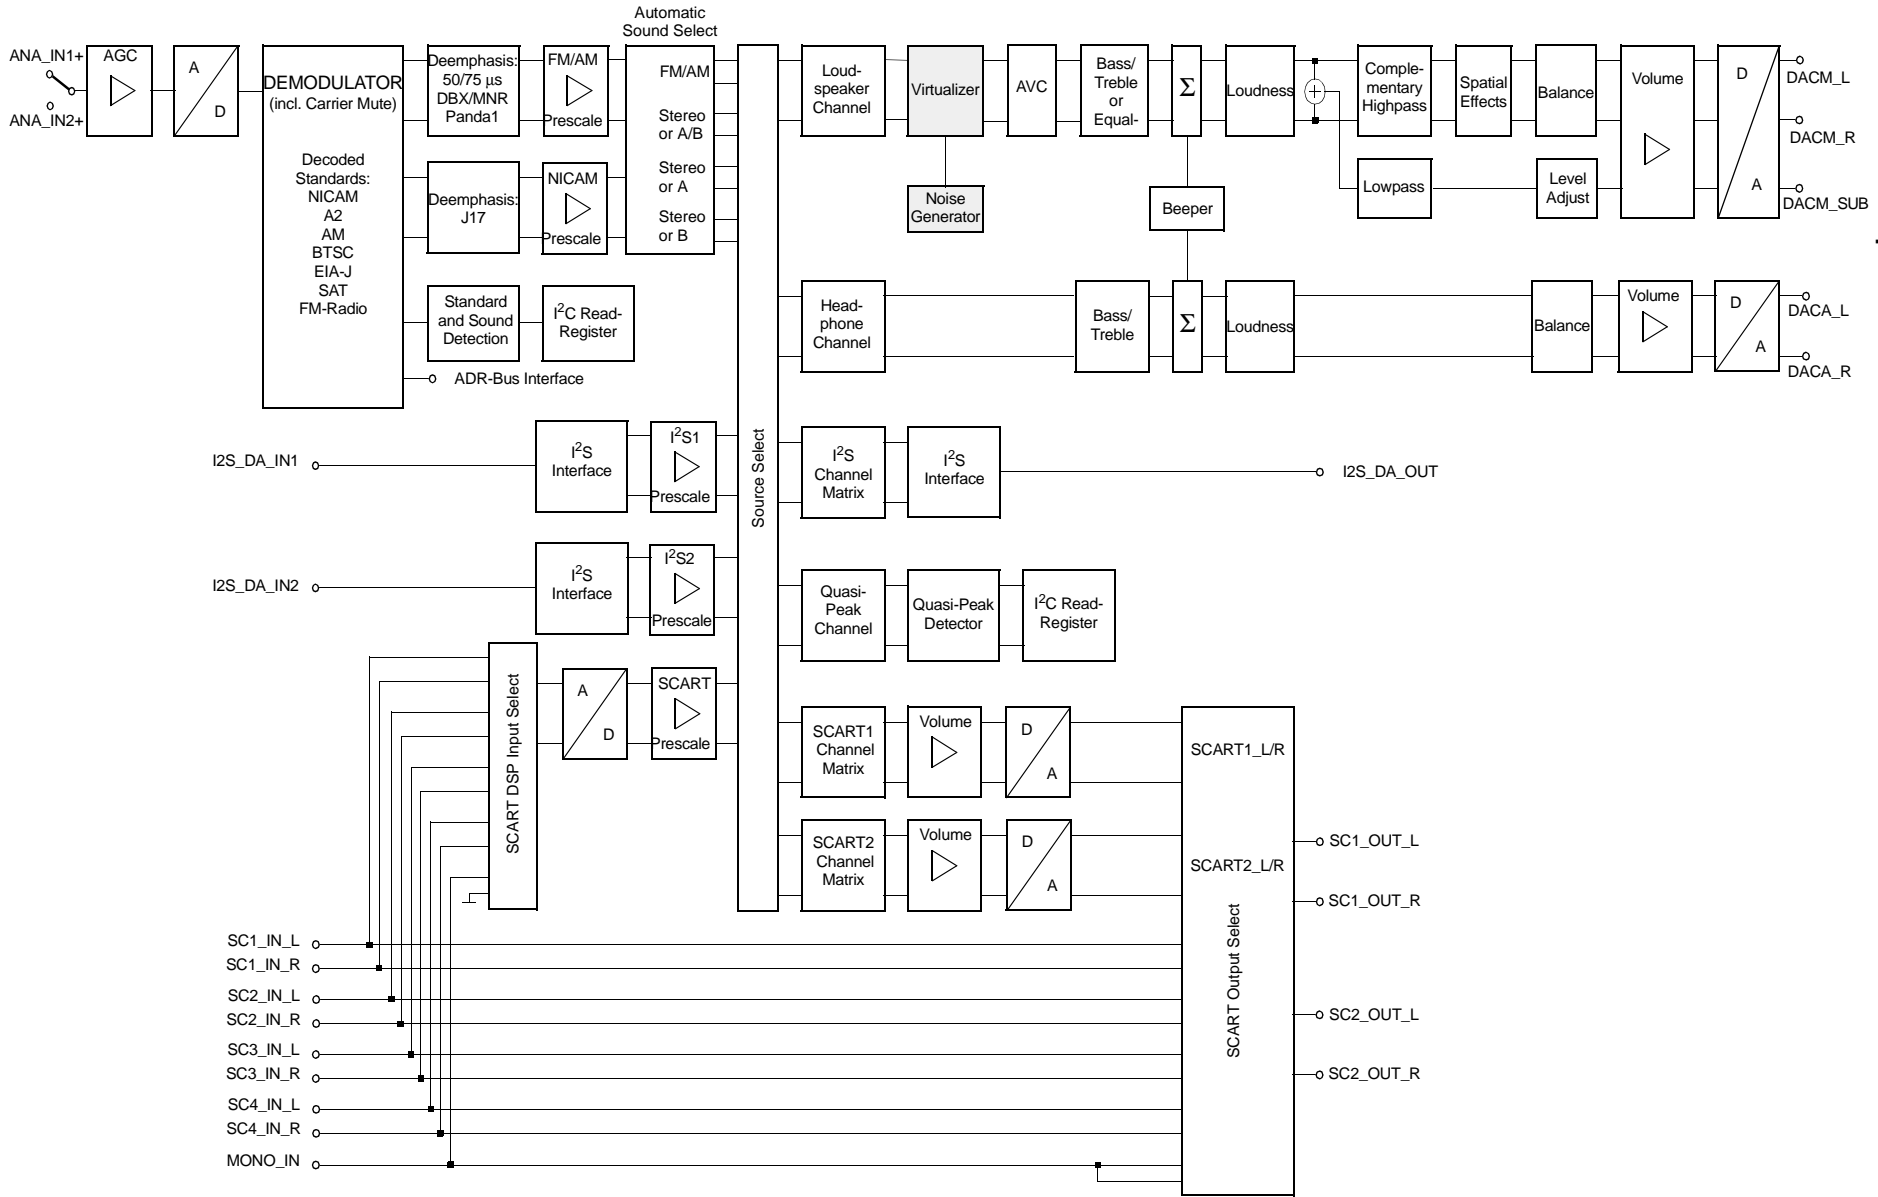 Automatic
Sound Select
ANA_IN1+
ANA_IN2+
AGC
A
D
DEMODULATOR
(incl. Carrier Mute)
Decoded
Standards:
NICAM
A2
AM
BTSC
EIA-J
SAT
FM-Radio
Deemphasis:
50/75 µs
DBX/MNR
Panda1
FM/AM
Prescale
Deemphasis:
J17
NICAM
Prescale
FM/AM
Stereo
or A/B
Stereo
or A
Stereo
or B
Standard
and Sound
Detection
I²C Read-
Register
ADR-Bus Interface
Source Select
Loud-
speaker
Channel
Virtualizer
Noise
Generator
AVC
Bass/
Treble
or
Equal-
Σ
Beeper
Loudness
Comple-
mentary
Highpass
Spatial
Effects
Balance
Volume
D
A
DACM_L
DACM_R
DACM_SUB
Lowpass
Level
Adjust
Head-
phone
Channel
Bass/
Treble
Σ
Loudness
Balance
Volume
D
A
DACA_L
DACA_R
I2S_DA_IN1
I²S
Interface
I²S1
Prescale
I²S
Channel
Matrix
I²S
Interface
I2S_DA_OUT
I2S_DA_IN2
I²S
Interface
I²S2
Prescale
Quasi-
Peak
Channel
Quasi-Peak
Detector
I²C Read-
Register
SCART DSP Input Select
A
D
SCART
Prescale
SCART1
Channel
Matrix
Volume
D
A
SCART1_L/R
SCART2
Channel
Matrix
Volume
D
A
SCART2_L/R
SCART Output Select
SC1_OUT_L
SC1_OUT_R
SC2_OUT_L
SC2_OUT_R
SC1_IN_L
SC1_IN_R
SC2_IN_L
SC2_IN_R
SC3_IN_L
SC3_IN_R
SC4_IN_L
SC4_IN_R
MONO_IN